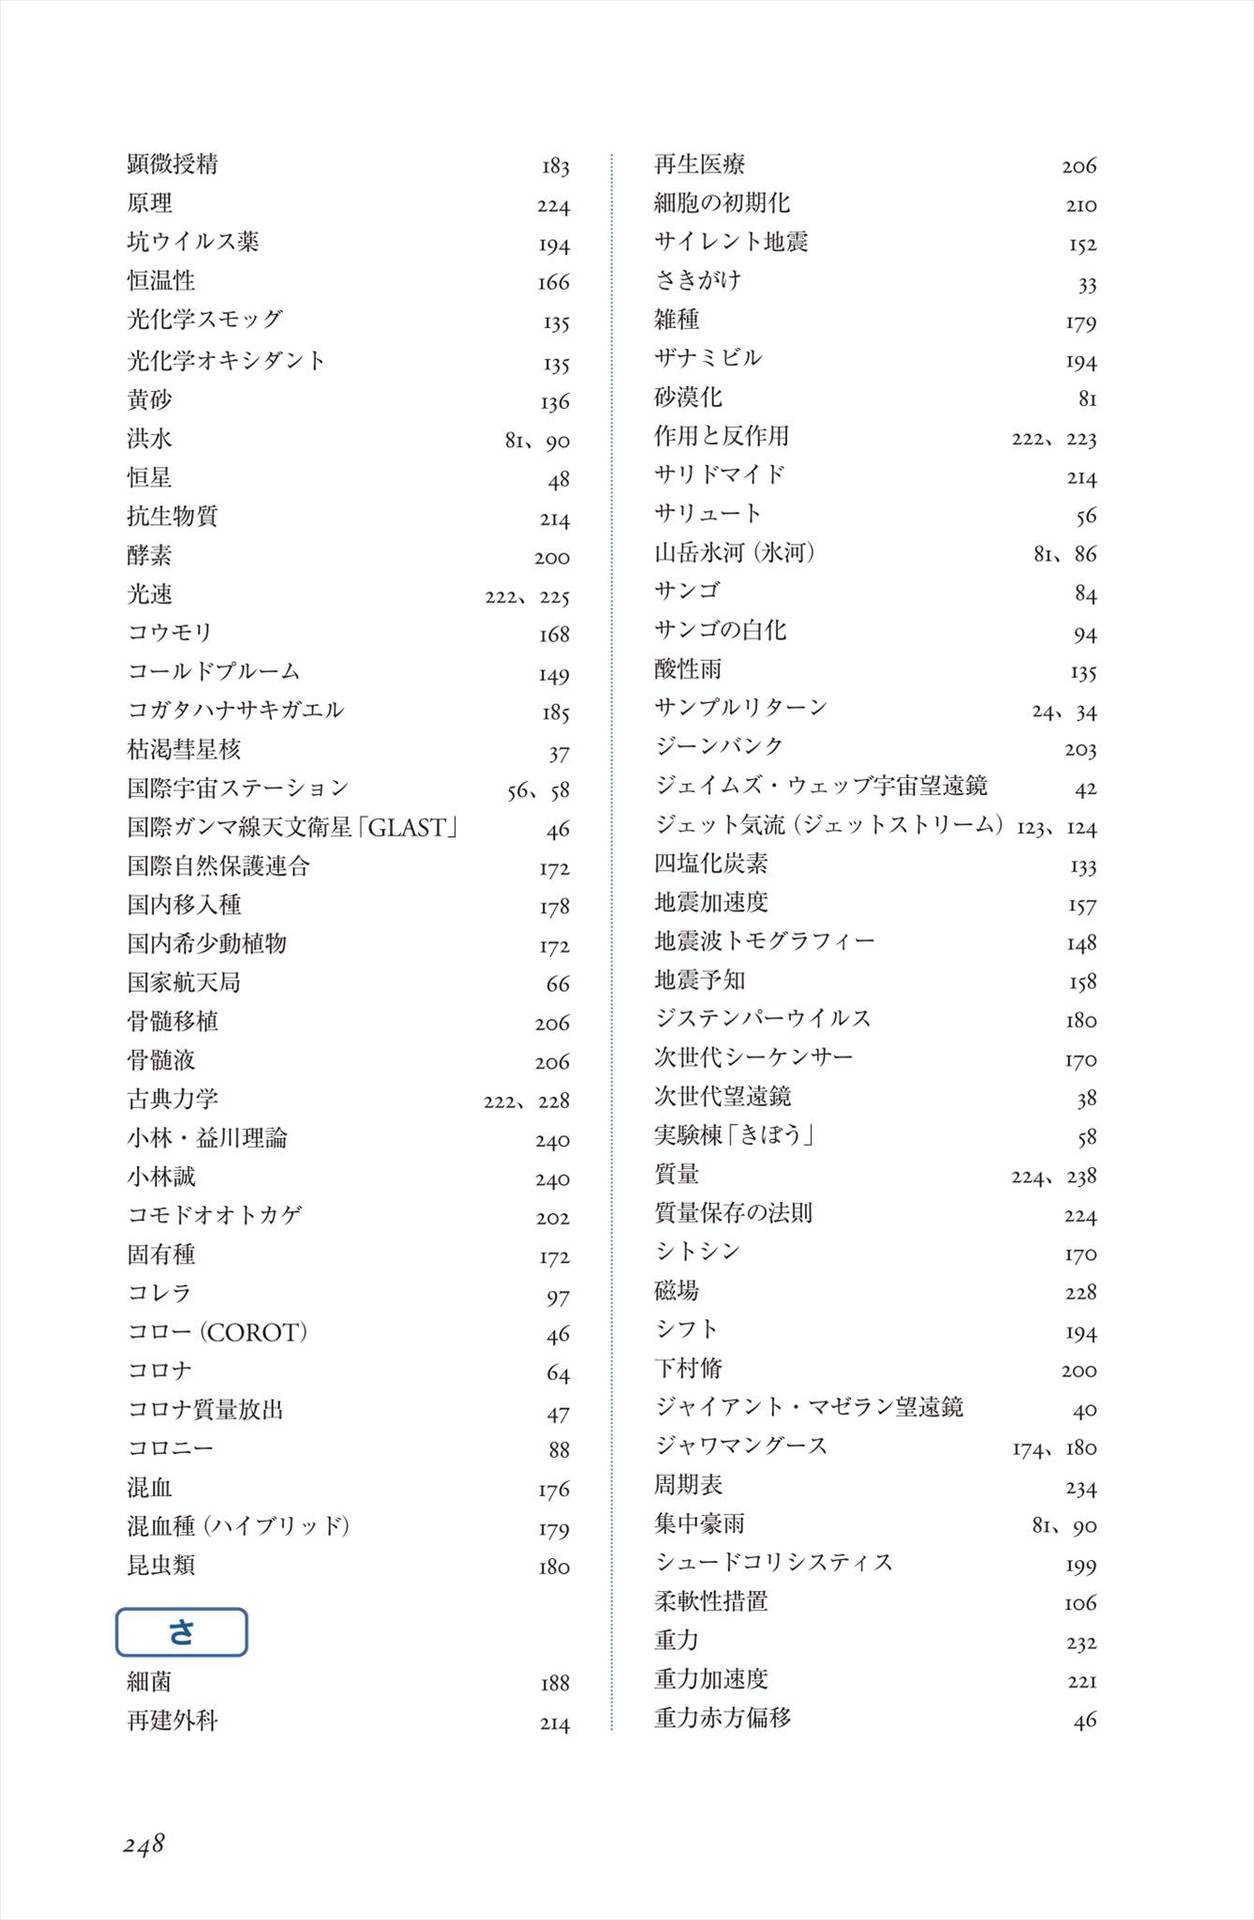 顕微授精 183
原理 224
坑ウイルス薬 194
恒温性 166
光化学スモッグ 135
光化学オキシダント 135
黄砂 136
洪水 81、90
恒星 48
抗生物質 214
酵素 200
光速 222、225
コウモリ 168
コールドプルーム 149
コガタハナサキガエル 185
枯渇彗星核 37
国際宇宙ステーション 56、58
国際ガンマ線天文衛星「GLAST」 46
国際自然保護連合 172
国内移入種 178
国内希少動植物 172
国家航天局 66
骨髄移植 206
骨髄液 206
古典力学 222、228
小林・益川理論 240
小林誠 240
コモドオオトカゲ 202
固有種 172
コレラ 97
コロー（COROT） 46
コロナ 64
コロナ質量放出 47
コロニー 88
混血 176
混血種（ハイブリッド） 179
昆虫類 180
さ
細菌 188
再建外科 214
再生医療 206
細胞の初期化 210
サイレント地震 152
さきがけ 33
雑種 179
ザナミビル 194
砂漠化 81
作用と反作用 222、223
サリドマイド 214
サリュート 56
山岳氷河（氷河） 81、86
サンゴ 84
サンゴの白化 94
酸性雨 135
サンプルリターン 24、34
ジーンバンク 203
ジェイムズ・ウェッブ宇宙望遠鏡 42
ジェット気流（ジェットストリーム） 123、124
四塩化炭素 133
地震加速度 157
地震波トモグラフィー 148
地震予知 158
ジステンパーウイルス 180
次世代シーケンサー 170
次世代望遠鏡 38
実験棟「きぼう」 58
質量 224、238
質量保存の法則 224
シトシン 170
磁場 228
シフト 194
下村脩 200
ジャイアント・マゼラン望遠鏡 40
ジャワマングース 174、180
周期表 234
集中豪雨 81、90
シュードコリシスティス 199
柔軟性措置 106
重力 232
重力加速度 221
重力赤方偏移 46
248